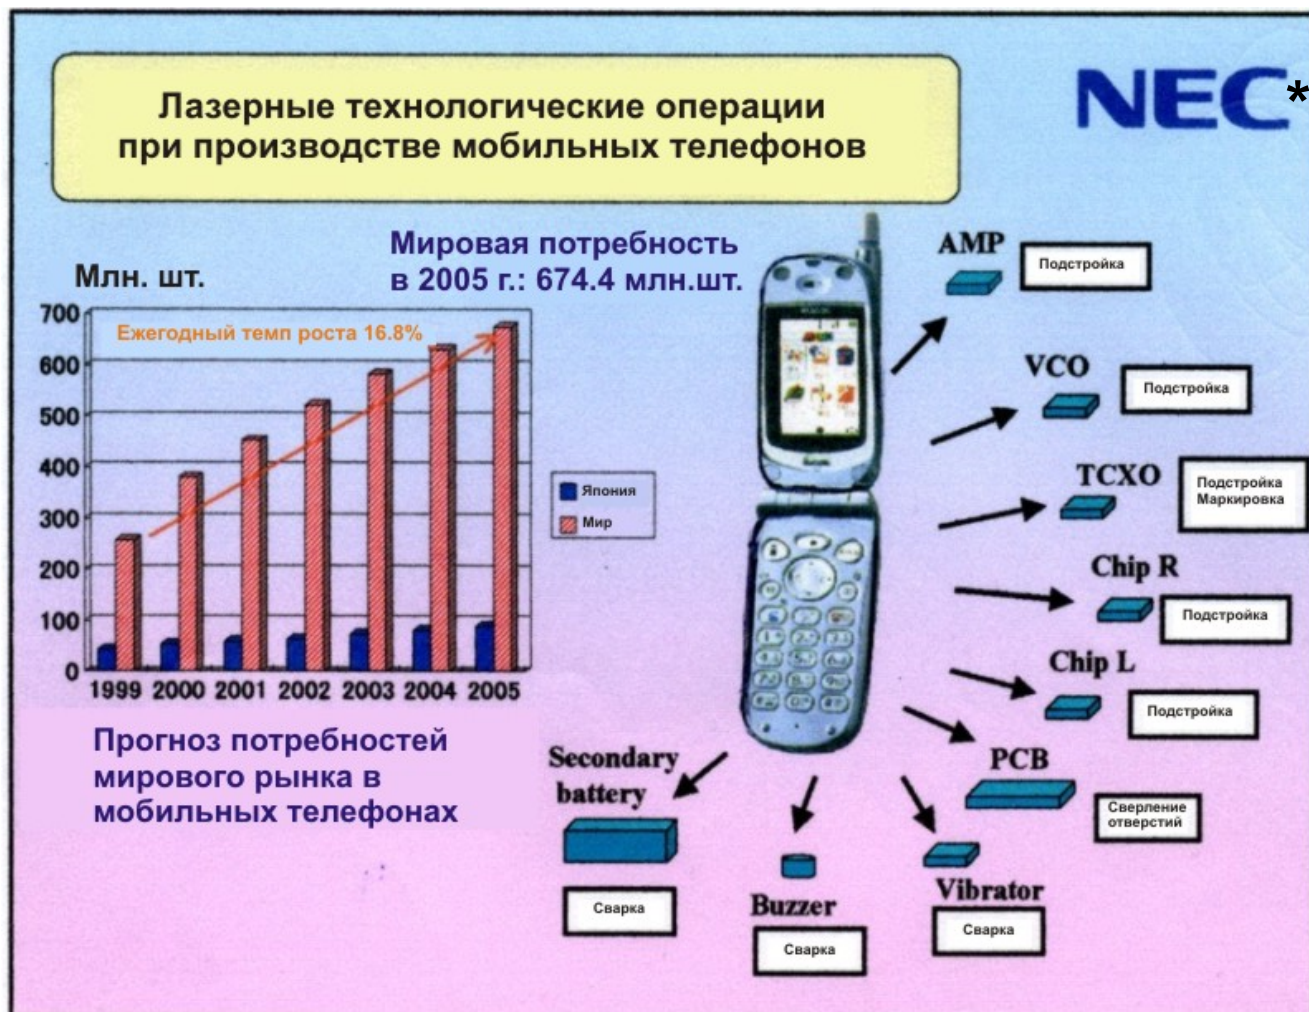 Лазерные технологические операции
при производстве мобильных телефонов
NEC*
Мировая потребность
в 2005 г.: 674.4 млн.шт.
Млн. шт.
Ежегодный темп роста 16.8%
700
600
500
400
300
200
100
0
1999 2000 2001 2002 2003 2004 2005
Япония
Мир
Прогноз потребностей
мирового рынка в
мобильных телефонах
AMP
Подстройка
VCO
Подстройка
TCXO
Подстройка
Маркировка
Chip R
Подстройка
Chip L
Подстройка
PCB
Сверление
отверстий
Vibrator
Сварка
Buzzer
Сварка
Secondary
battery
Сварка